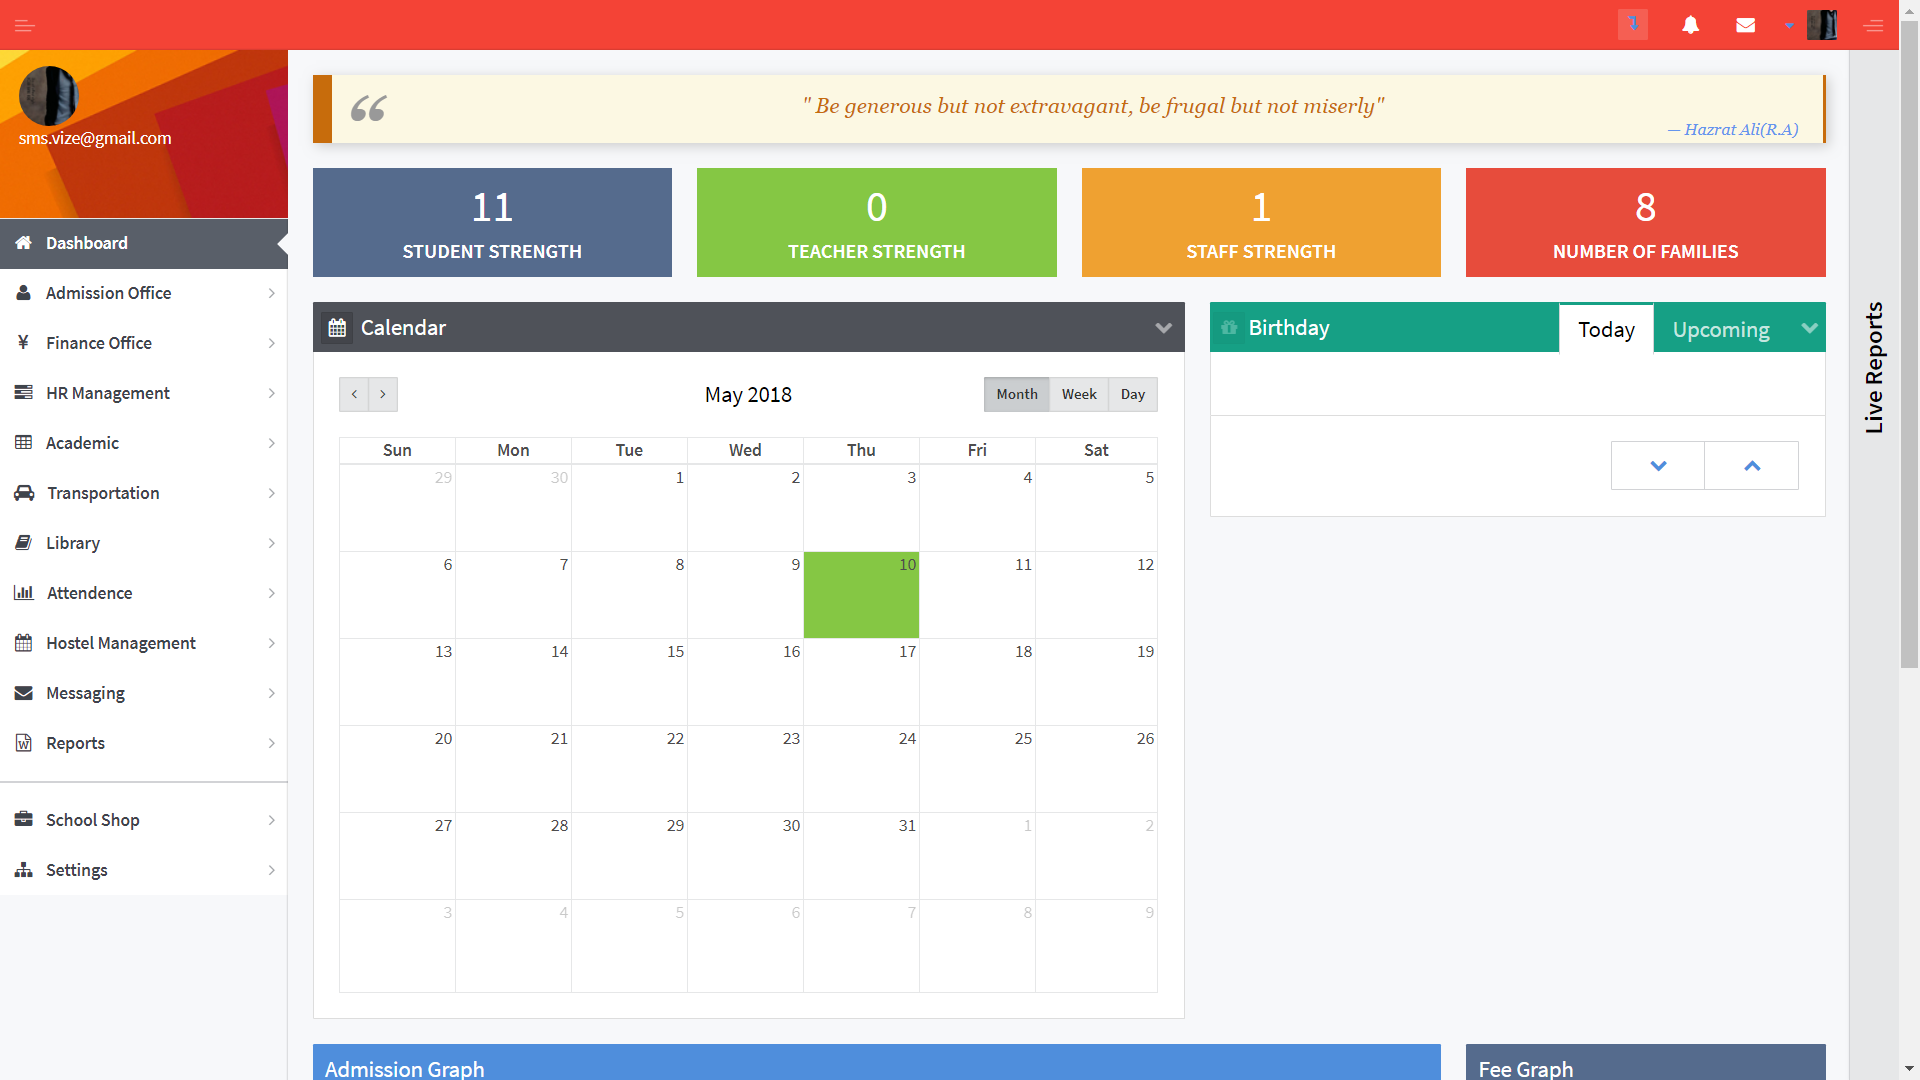 sms.vize@gmail.com
Dashboard
Admission Office
Finance Office
HR Management
Academic
Transportation
Library
Attendence
Hostel Management
Messaging
Reports
School Shop
Settings
" Be generous but not extravagant, be frugal but not miserly"
— Hazrat Ali(R.A)
11
STUDENT STRENGTH
0
TEACHER STRENGTH
1
STAFF STRENGTH
8
NUMBER OF FAMILIES
Calendar
May 2018
Month Week Day
Sun Mon Tue Wed Thu Fri Sat
29 30 1 2 3 4 5
6 7 8 9 10 11 12
13 14 15 16 17 18 19
20 21 22 23 24 25 26
27 28 29 30 31 1 2
3 4 5 6 7 8 9
Birthday Today Upcoming
Live Reports
Admission Graph
Fee Graph